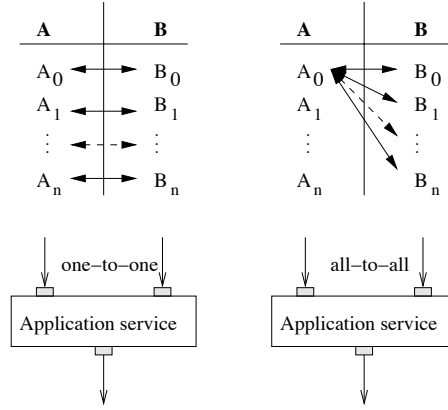 A B
A0 B0
A1 B1
⋮ ⋮
An Bn
one–to–one
Application service
A B
A0 B0
A1 B1
⋮ ⋮
An Bn
all–to–all
Application service